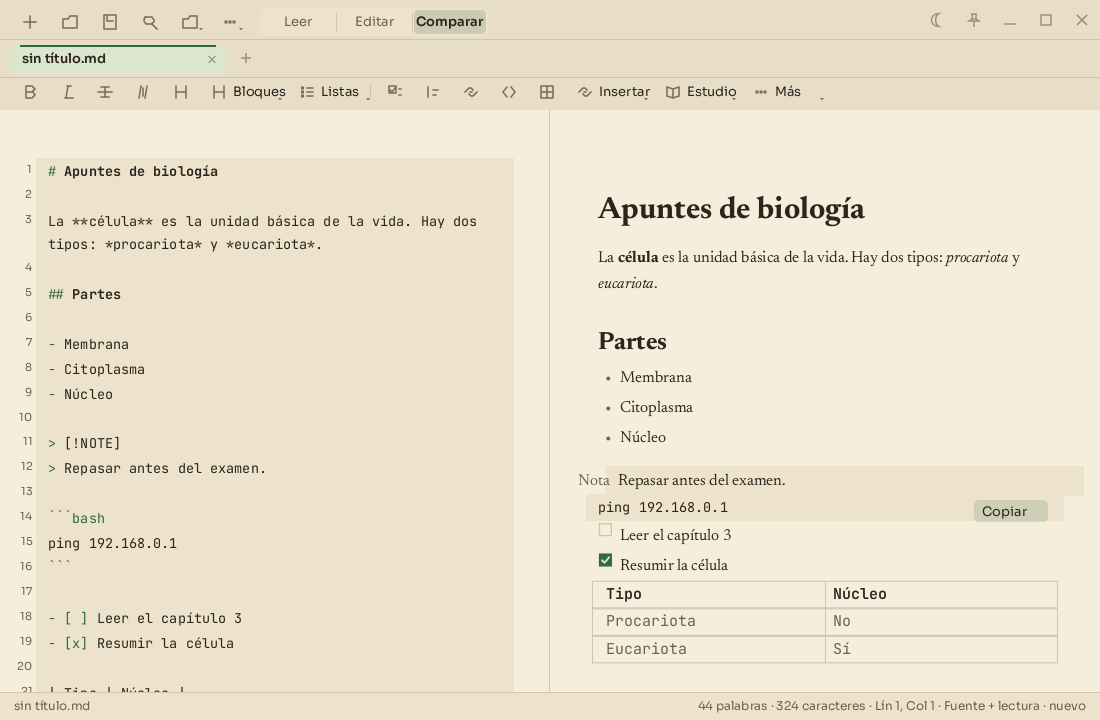 Leer Editar Comparar
sin título.md
Bloques Listas Insertar Estudio Más
1 # Apuntes de biología
2
3 La **célula** es la unidad básica de la vida. Hay dos
tipos: *procariota* y *eucariota*.
4
5 ## Partes
6
7 - Membrana
8 - Citoplasma
9 - Núcleo
10
11 > [!NOTE]
12 > Repasar antes del examen.
13
14 ```bash
15 ping 192.168.0.1
16 ```
17
18 - [ ] Leer el capítulo 3
19 - [x] Resumir la célula
20
21 | Tipo | Núcleo |
Apuntes de biología
La célula es la unidad básica de la vida. Hay dos tipos: procariota y
eucariota.
Partes
• Membrana
• Citoplasma
• Núcleo
Nota Repasar antes del examen.
ping 192.168.0.1 Copiar
Leer el capítulo 3
Resumir la célula
Tipo Núcleo
Procariota No
Eucariota Sí
sin título.md 44 palabras · 324 caracteres · Lín 1, Col 1 · Fuente + lectura · nuevo